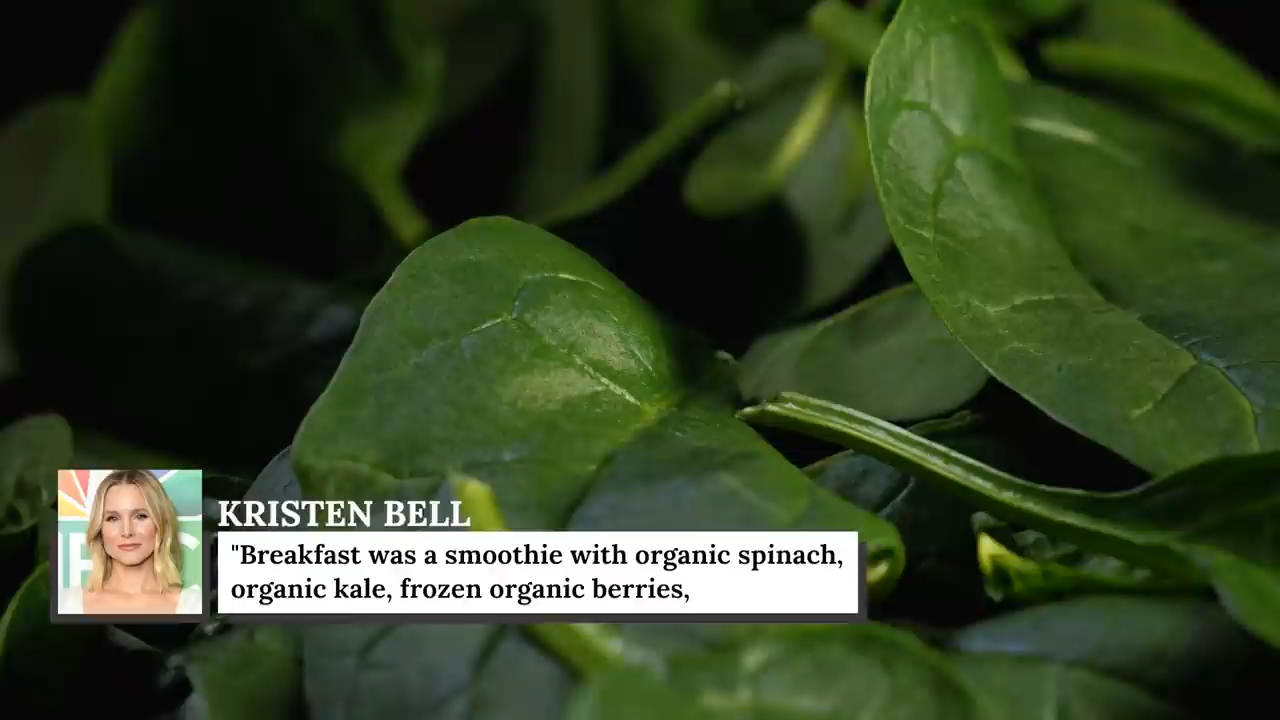 KRISTEN BELL
"Breakfast was a smoothie with organic spinach,
organic kale, frozen organic berries,